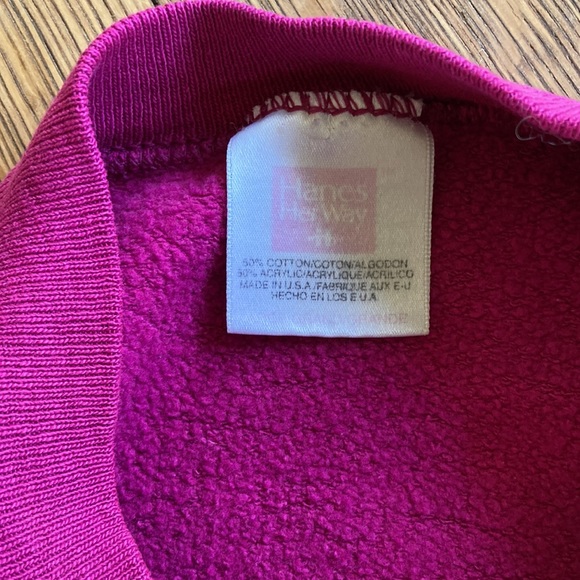 Hanes
Her Way
50% COTTON/COTON/ALGODON
50% ACRYLIC/ACRYLIQUE/ACRILICO
MADE IN U.S.A./FABRIQUE AUX E-U
HECHO EN LOS E.U.A.